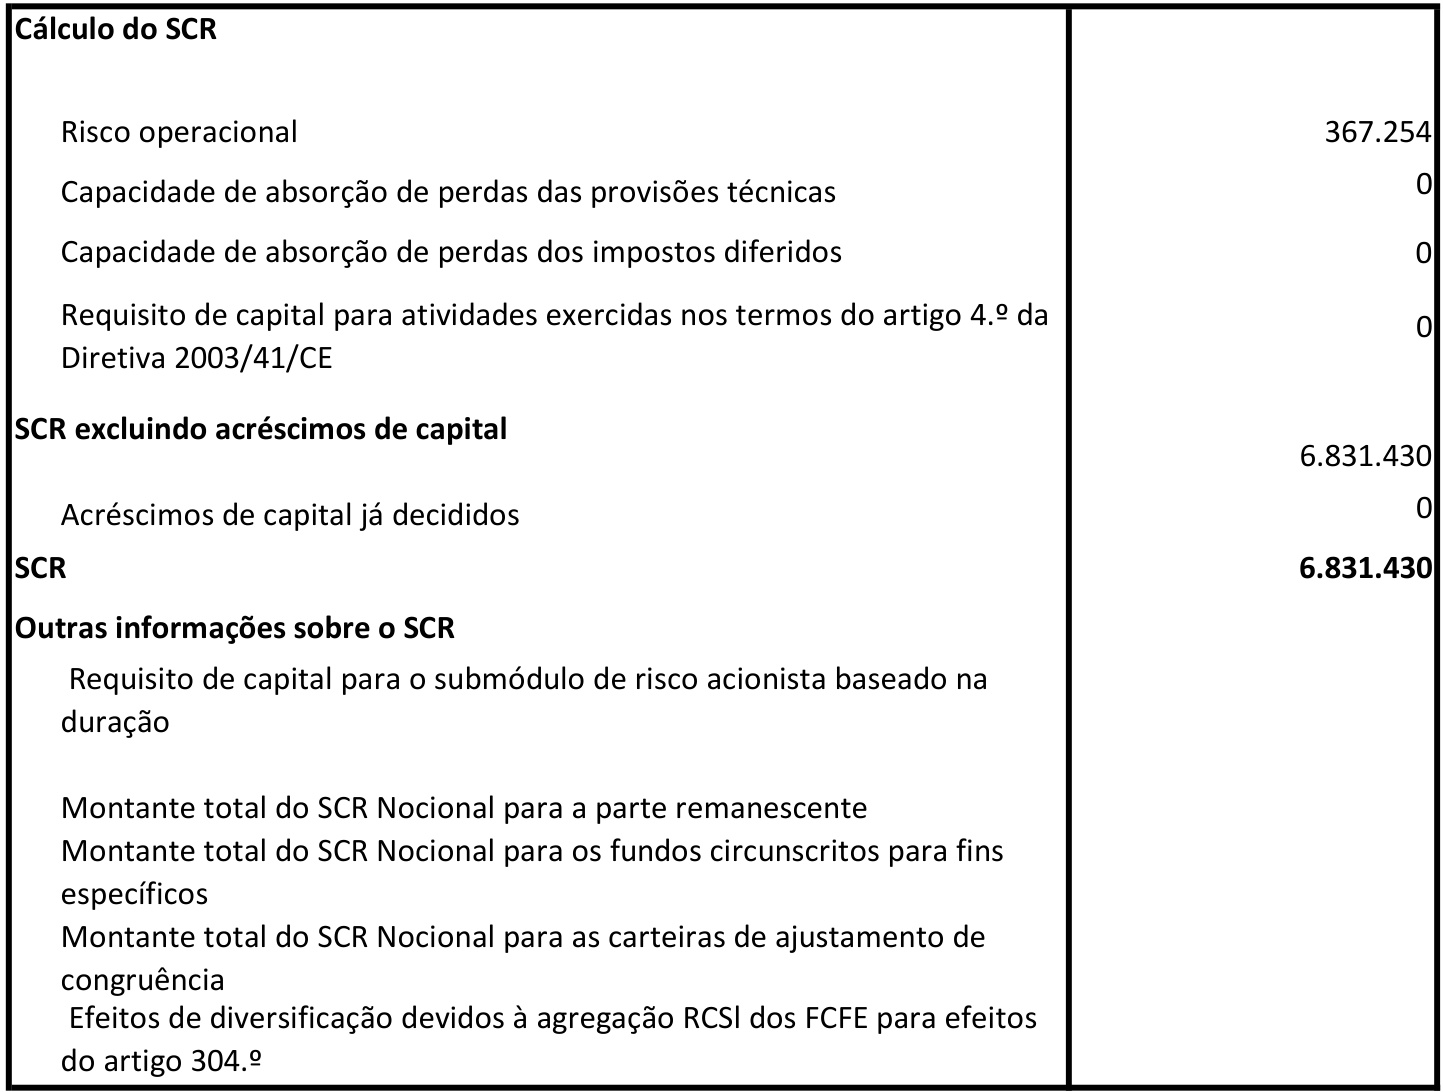 Cálculo do SCR
Risco operacional 367.254
Capacidade de absorção de perdas das provisões técnicas 0
Capacidade de absorção de perdas dos impostos diferidos 0
Requisito de capital para atividades exercidas nos termos do artigo 4.º da
Diretiva 2003/41/CE 0
SCR excluindo acréscimos de capital
6.831.430
Acréscimos de capital já decididos 0
SCR 6.831.430
Outras informações sobre o SCR
Requisito de capital para o submódulo de risco acionista baseado na
duração
Montante total do SCR Nocional para a parte remanescente
Montante total do SCR Nocional para os fundos circunscritos para fins
específicos
Montante total do SCR Nocional para as carteiras de ajustamento de
congruência
Efeitos de diversificação devidos à agregação RCSl dos FCFE para efeitos
do artigo 304.º